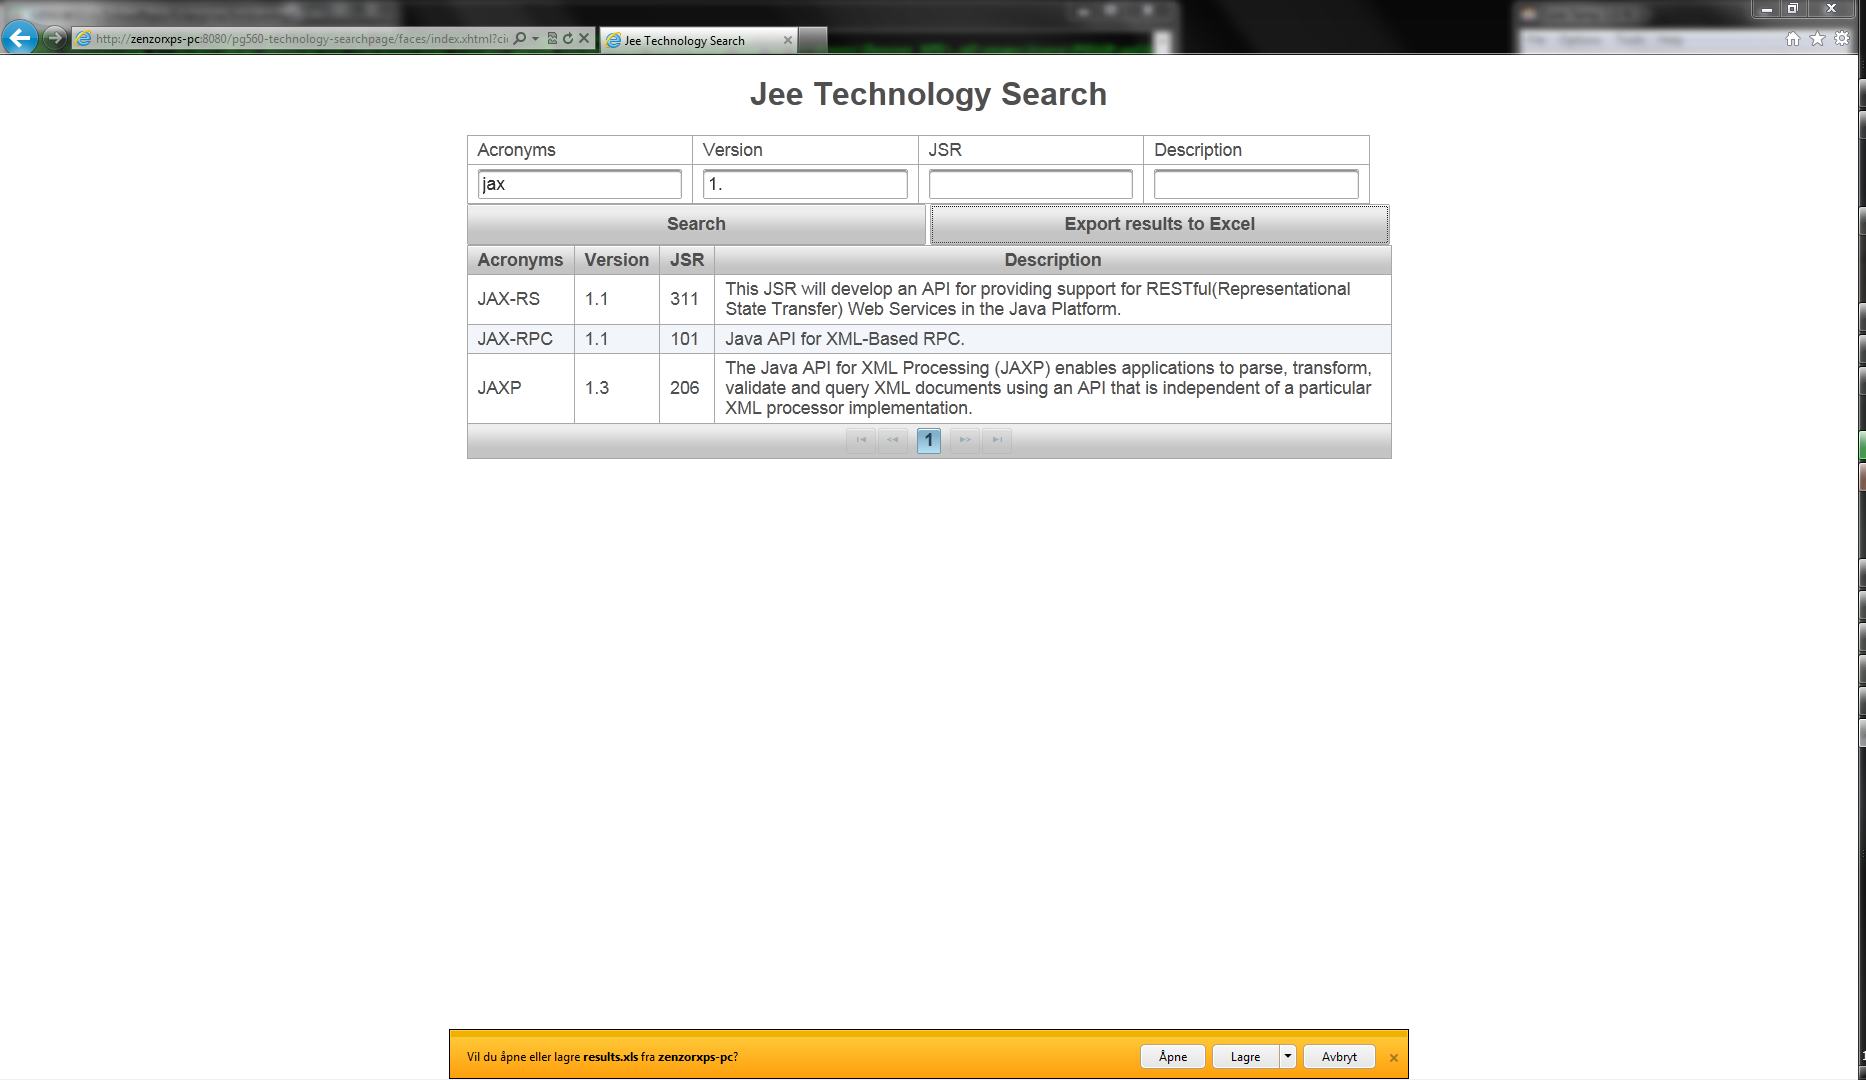 http://zenzorxps-pc:8080/pg560-technology-searchpage/faces/index.xhtml?ci
Jee Technology Search
Jee Technology Search
Acronyms Version JSR Description
jax 1.
Search Export results to Excel
Acronyms Version JSR Description
JAX-RS 1.1 311 This JSR will develop an API for providing support for RESTful(Representational
State Transfer) Web Services in the Java Platform.
JAX-RPC 1.1 101 Java API for XML-Based RPC.
JAXP 1.3 206 The Java API for XML Processing (JAXP) enables applications to parse, transform,
validate and query XML documents using an API that is independent of a particular
XML processor implementation.
1
Vil du åpne eller lagre results.xls fra zenzorxps-pc? Åpne Lagre Avbryt